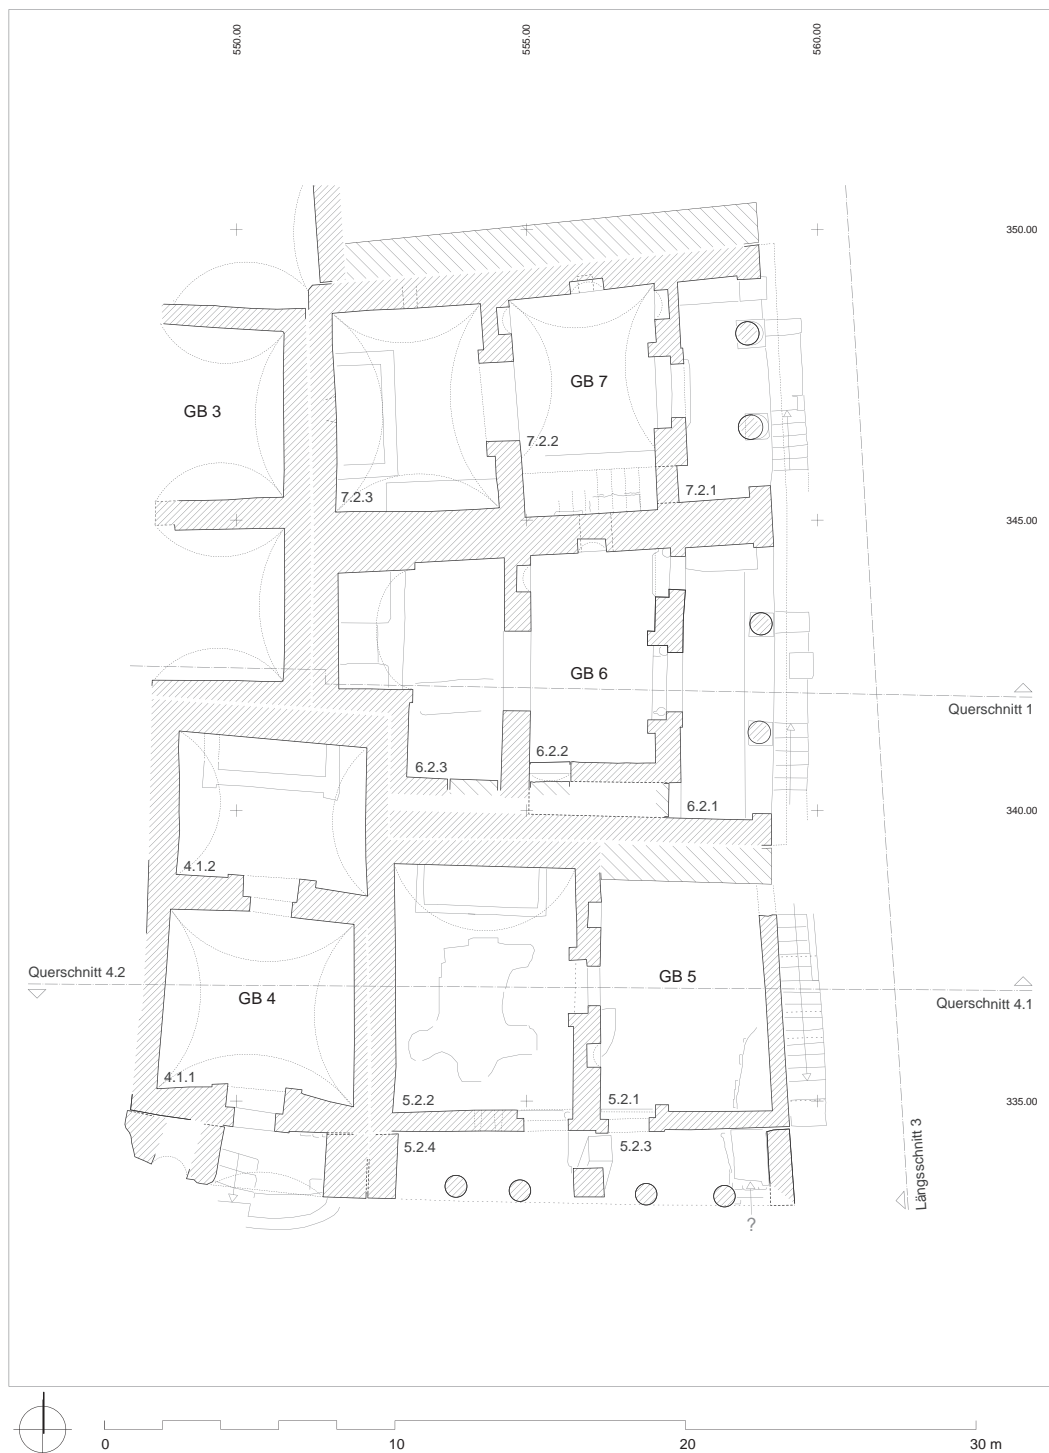 550.00
555.00
560.00
350.00
GB 3
GB 7
7.2.2
7.2.3
7.2.1
345.00
GB 6
Querschnitt 1
6.2.2
6.2.3
6.2.1
340.00
4.1.2
Querschnitt 4.2
GB 5
GB 4
Querschnitt 4.1
4.1.1
5.2.2
5.2.1
335.00
5.2.4
5.2.3
Längsschnitt 3
?
0
10
20
30 m